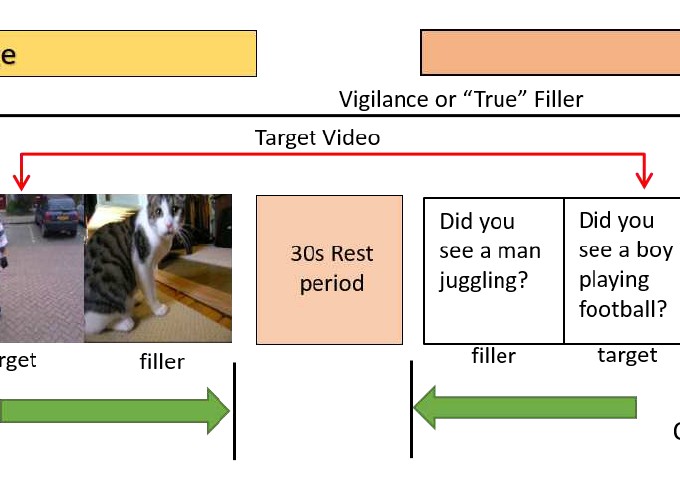 e
Vigilance or “True” Filler
Target Video
30s Rest
period
Did you
see a man
juggling?
Did you
see a boy
playing
football?
rget
filler
filler
target